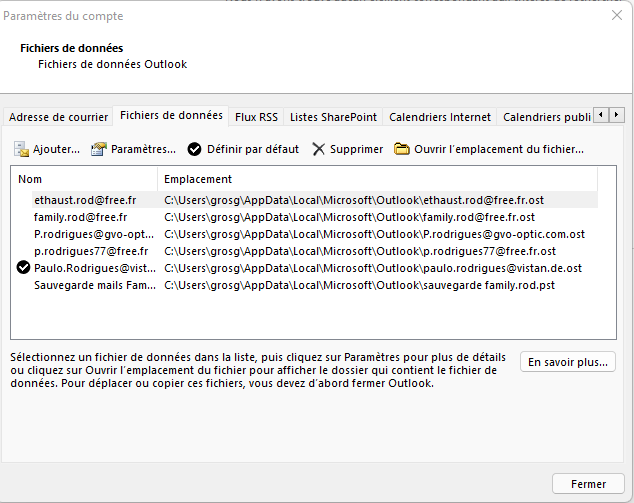 Paramètres du compte
Fichiers de données
Fichiers de données Outlook
Adresse de courrier Fichiers de données Flux RSS Listes SharePoint Calendriers Internet Calendriers publi
Ajouter... Paramètres... Définir par défaut Supprimer Ouvrir l'emplacement du fichier...
Nom Emplacement
ethaust.rod@free.fr C:\Users\grosg\AppData\Local\Microsoft\Outlook\ethaust.rod@free.fr.ost
family.rod@free.fr C:\Users\grosg\AppData\Local\Microsoft\Outlook\family.rod@free.fr.ost
P.rodrigues@gvo-opt... C:\Users\grosg\AppData\Local\Microsoft\Outlook\P.rodrigues@gvo-optic.com.ost
p.rodrigues77@free.fr C:\Users\grosg\AppData\Local\Microsoft\Outlook\p.rodrigues77@free.fr.ost
Paulo.Rodrigues@vist... C:\Users\grosg\AppData\Local\Microsoft\Outlook\paulo.rodrigues@vistan.de.ost
Sauvegarde mails Fam... C:\Users\grosg\AppData\Local\Microsoft\Outlook\sauvegarde family.rod.pst
Sélectionnez un fichier de données dans la liste, puis cliquez sur Paramètres pour plus de détails
ou cliquez sur Ouvrir l'emplacement du fichier pour afficher le dossier qui contient le fichier de
données. Pour déplacer ou copier ces fichiers, vous devez d'abord fermer Outlook.
En savoir plus...
Fermer